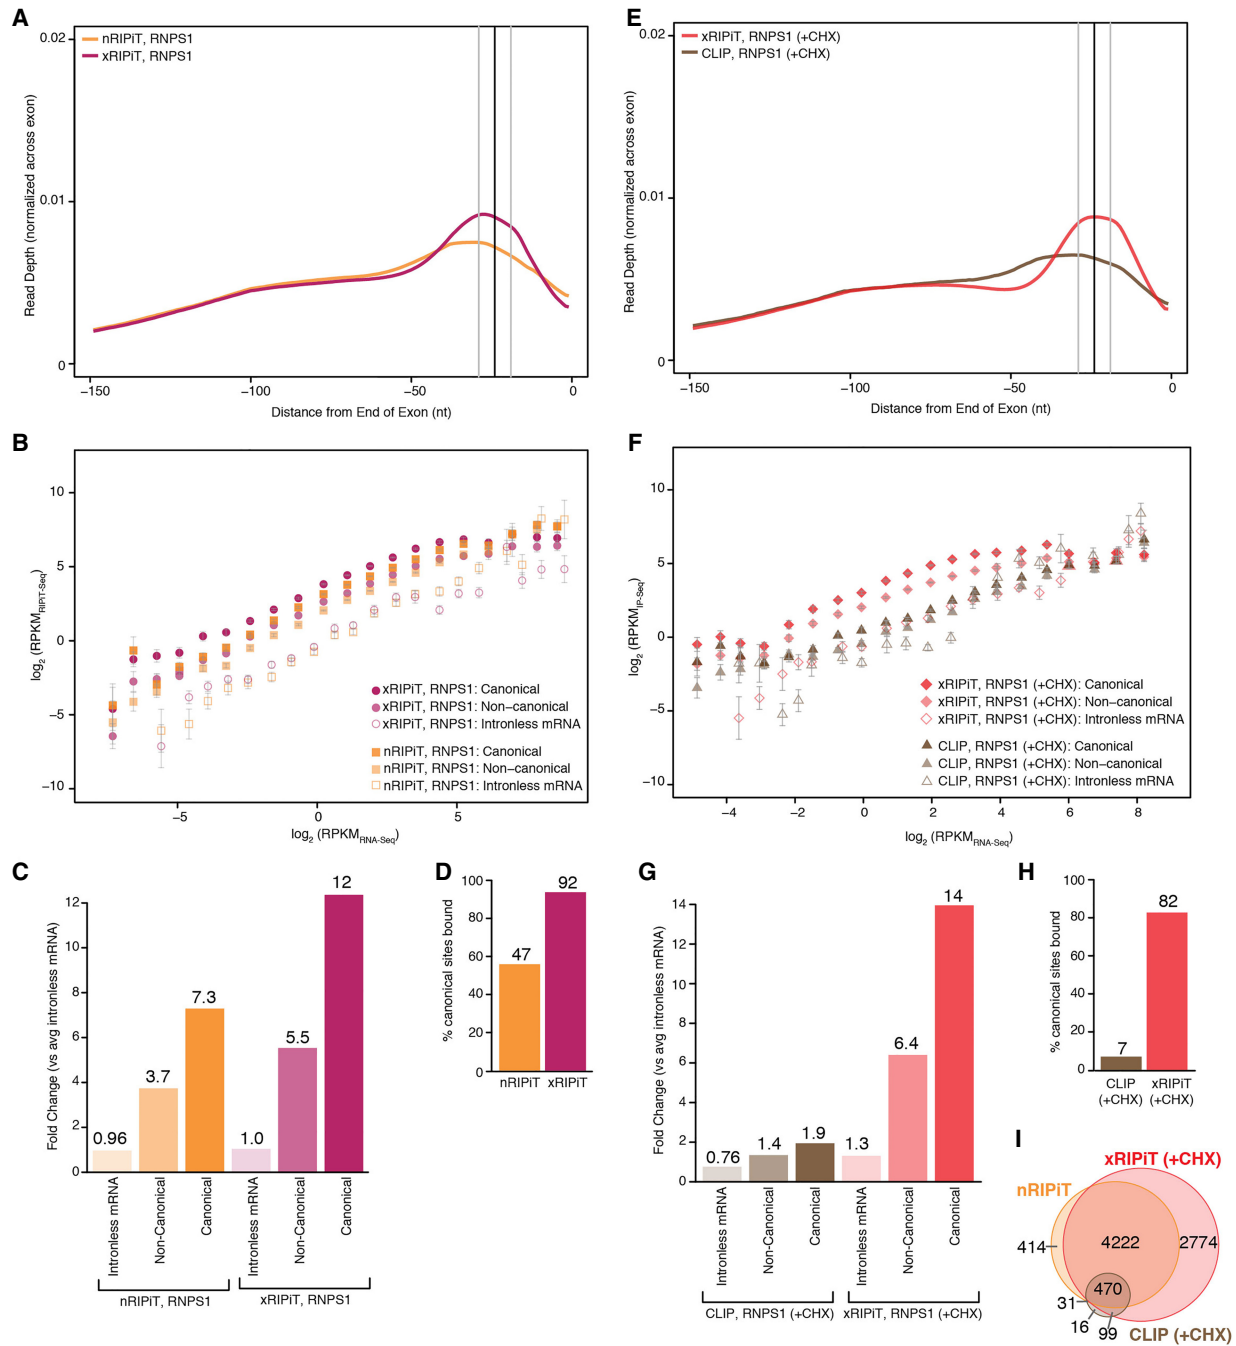 A
nRIPiT, RNPS1
xRIPiT, RNPS1
0.02
0.01
0
Read Depth (normalized across exon)
−150
−100
−50
0
Distance from End of Exon (nt)
E
xRIPiT, RNPS1 (+CHX)
CLIP, RNPS1 (+CHX)
0.02
0.01
0
Read Depth (normalized across exon)
−150
−100
−50
0
Distance from End of Exon (nt)
B
10
5
0
−5
−10
log2 (RPKMRIPiT-Seq)
xRIPiT, RNPS1: Canonical
xRIPiT, RNPS1: Non−canonical
xRIPiT, RNPS1: Intronless mRNA
nRIPiT, RNPS1: Canonical
nRIPiT, RNPS1: Non−canonical
nRIPiT, RNPS1: Intronless mRNA
−5
0
5
log2 (RPKMRNA-Seq)
F
10
5
0
−5
−10
log2 (RPKMIP-Seq)
xRIPiT, RNPS1 (+CHX): Canonical
xRIPiT, RNPS1 (+CHX): Non−canonical
xRIPiT, RNPS1 (+CHX): Intronless mRNA
CLIP, RNPS1 (+CHX): Canonical
CLIP, RNPS1 (+CHX): Non−canonical
CLIP, RNPS1 (+CHX): Intronless mRNA
−4
−2
0
2
4
6
8
log2 (RPKMRNA-Seq)
C
Fold Change (vs avg intronless mRNA)
12
10
8
6
4
2
0
0.96
3.7
7.3
1.0
5.5
12
Intronless mRNA
Non-Canonical
Canonical
Intronless mRNA
Non-Canonical
Canonical
nRIPiT, RNPS1
xRIPiT, RNPS1
D
% canonical sites bound
100
80
60
40
20
0
47
92
nRIPiT
xRIPiT
G
Fold Change (vs avg intronless mRNA)
14
12
10
8
6
4
2
0
0.76
1.4
1.9
1.3
6.4
14
Intronless mRNA
Non-Canonical
Canonical
Intronless mRNA
Non-Canonical
Canonical
CLIP, RNPS1 (+CHX)
xRIPiT, RNPS1 (+CHX)
H
% canonical sites bound
100
80
60
40
20
0
7
82
CLIP (+CHX)
xRIPiT (+CHX)
I
xRIPiT (+CHX)
nRIPiT
414
4222
2774
470
31
16
99
CLIP (+CHX)